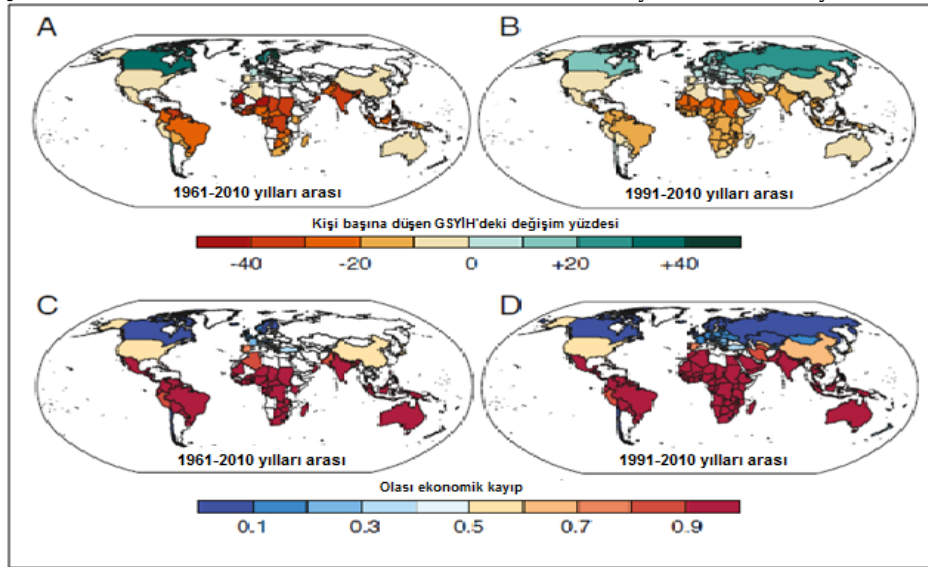 A
B
1961-2010 yılları arası
1991-2010 yılları arası
Kişi başına düşen GSYİH'deki değişim yüzdesi
-40 -20 0 +20 +40
C
D
1961-2010 yılları arası
1991-2010 yılları arası
Olası ekonomik kayıp
0.1 0.3 0.5 0.7 0.9